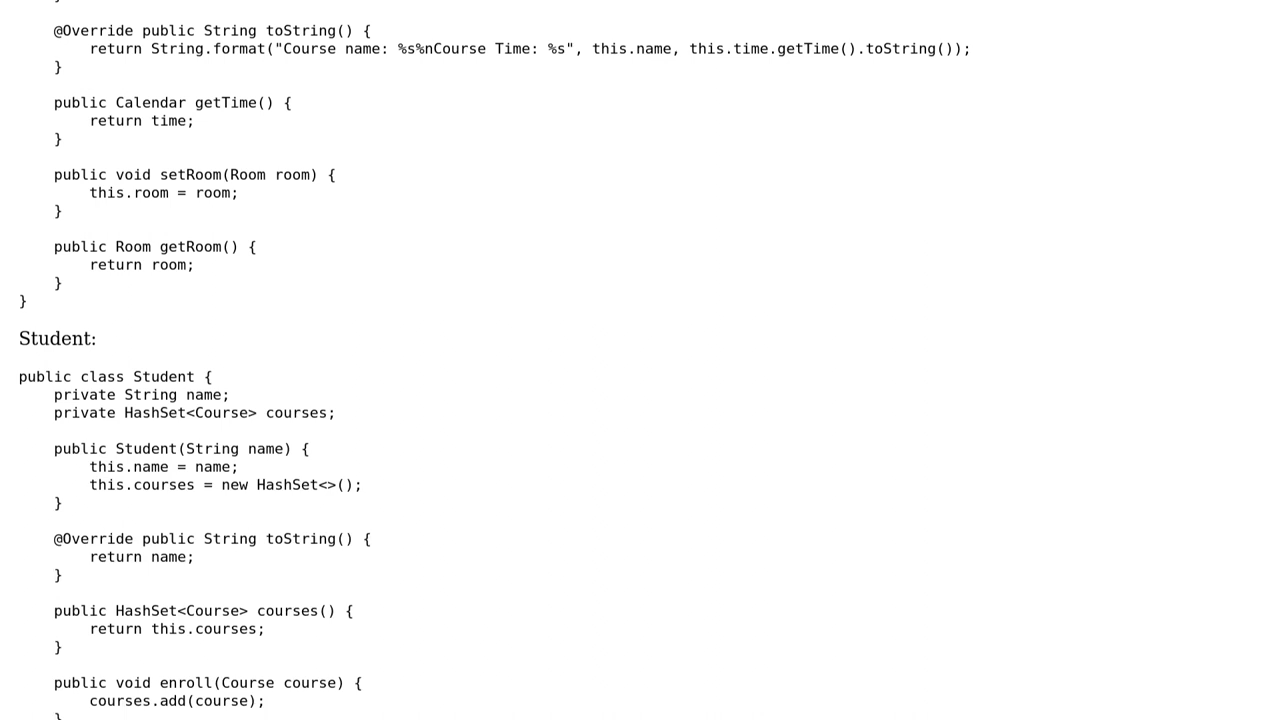 @Override public String toString() {
return String.format("Course name: %s%nCourse Time: %s", this.name, this.time.getTime().toString());
}
public Calendar getTime() {
return time;
}
public void setRoom(Room room) {
this.room = room;
}
public Room getRoom() {
return room;
}
}
Student:
public class Student {
private String name;
private HashSet<Course> courses;
public Student(String name) {
this.name = name;
this.courses = new HashSet<>();
}
@Override public String toString() {
return name;
}
public HashSet<Course> courses() {
return this.courses;
}
public void enroll(Course course) {
courses.add(course);
}